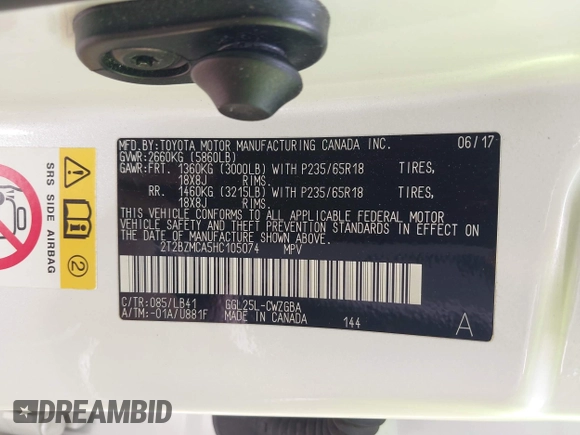 MFD.BY:TOYOTA MOTOR MANUFACTURING CANADA INC. 06/17
GVWR:2660KG (5860LB)
GAWR:FRT. 1360KG (3000LB) WITH P235/65R18 TIRES,
18X8J RIMS.
RR. 1460KG (3215LB) WITH P235/65R18 TIRES,
18X8J RIMS.
THIS VEHICLE CONFORMS TO ALL APPLICABLE FEDERAL MOTOR
VEHICLE SAFETY AND THEFT PREVENTION STANDARDS IN EFFECT ON
THE DATE OF MANUFACTURE SHOWN ABOVE.
2T2BZMCA5HC105074 MPV
C/TR:085/LB41 GGL25L-CWZGBA
A/TM:-01A/U881F MADE IN CANADA 144 A
SRS SIDE AIRBAG
2
DREAMBID